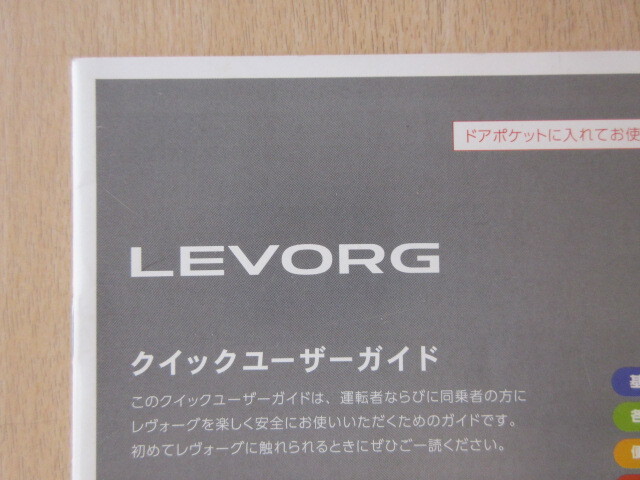 ドアポケットに入れてお使
LEVORG
クイックユーザーガイド
このクイックユーザーガイドは、運転者ならびに同乗者の方に
レヴォーグを楽しく安全にお使いいただくためのガイドです。
初めてレヴォーグに触れられるときにぜひご一読ください。
基
各